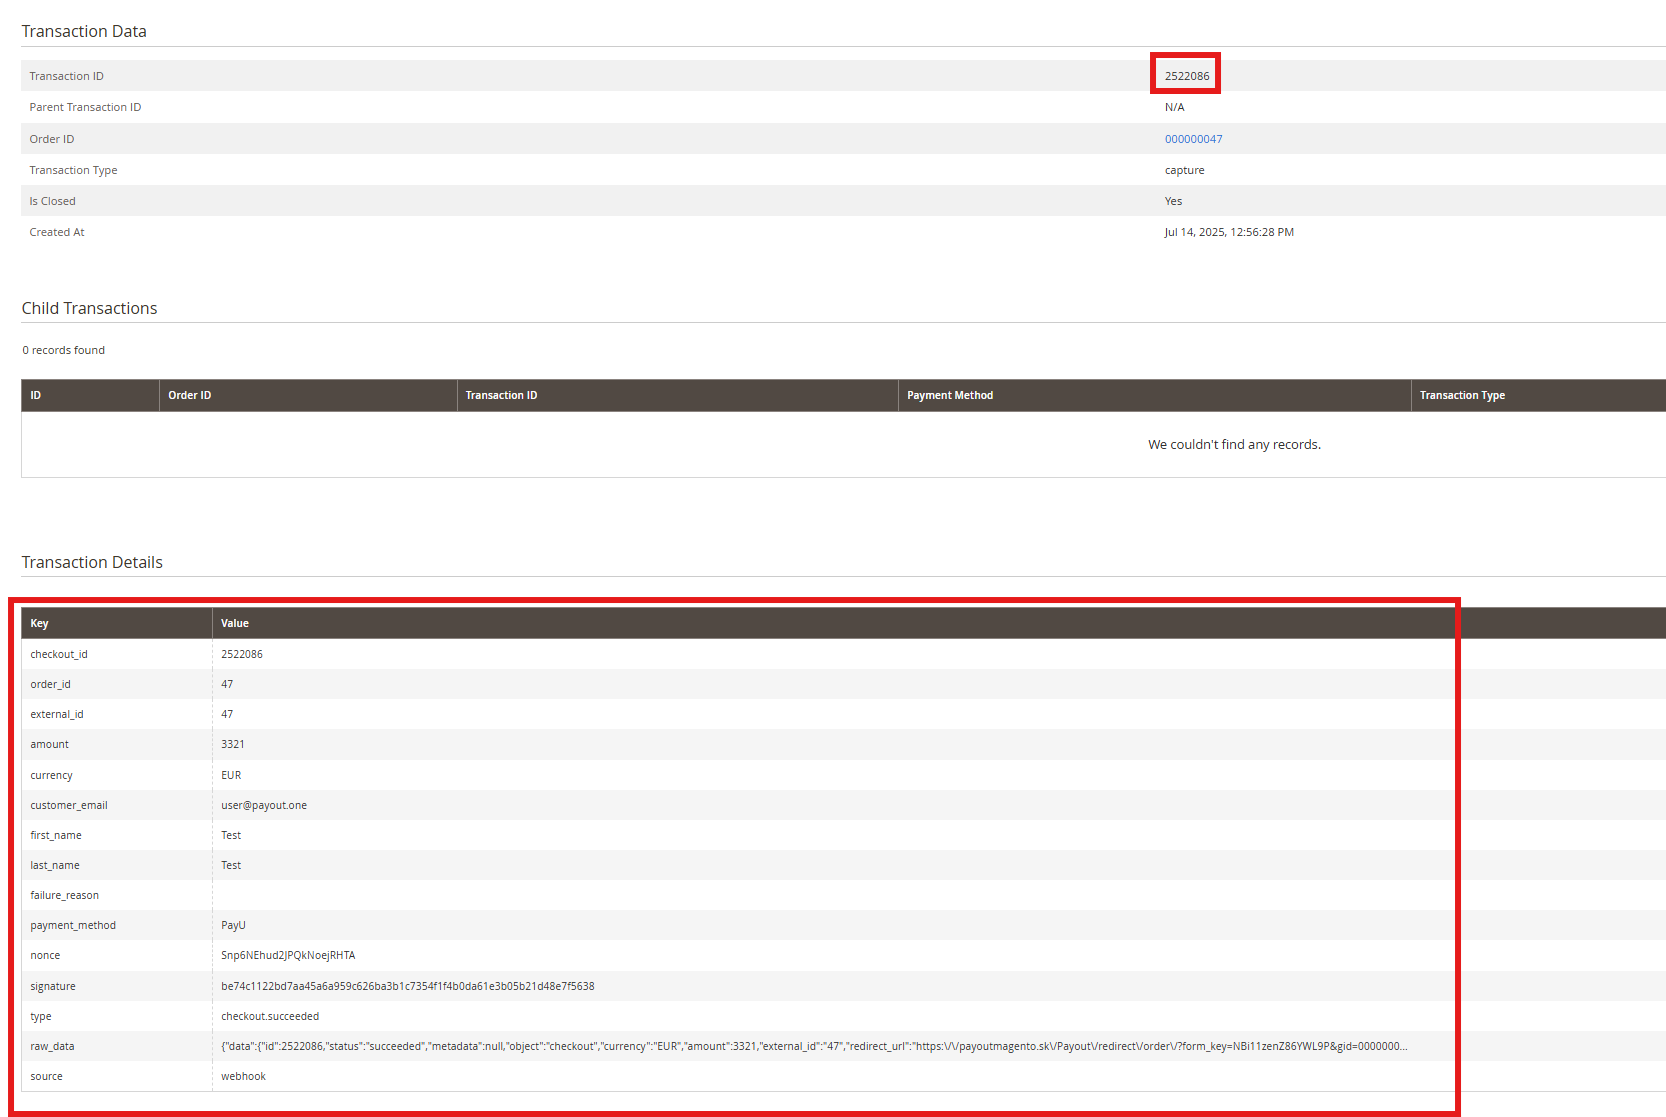 Transaction Data
Transaction ID 2522086
Parent Transaction ID N/A
Order ID 000000047
Transaction Type capture
Is Closed Yes
Created At Jul 14, 2025, 12:56:28 PM
Child Transactions
0 records found
ID Order ID Transaction ID Payment Method Transaction Type
We couldn't find any records.
Transaction Details
Key Value
checkout_id 2522086
order_id 47
external_id 47
amount 3321
currency EUR
customer_email user@payout.one
first_name Test
last_name Test
failure_reason
payment_method PayU
nonce Snp6NEhud2JPQkNoejRHTA
signature be74c1122bd7aa45a6a959c626ba3b1c7354f1f4b0da61e3b05b21d48e7f5638
type checkout.succeeded
raw_data {"data":{"id":2522086,"status":"succeeded","metadata":null,"object":"checkout","currency":"EUR","amount":3321,"external_id":"47","redirect_url":"https:\/\/payoutmagento.sk\/Payout\/redirect\/order\/?form_key=NBi11zenZ86YWL9P&gid=0000000...
source webhook